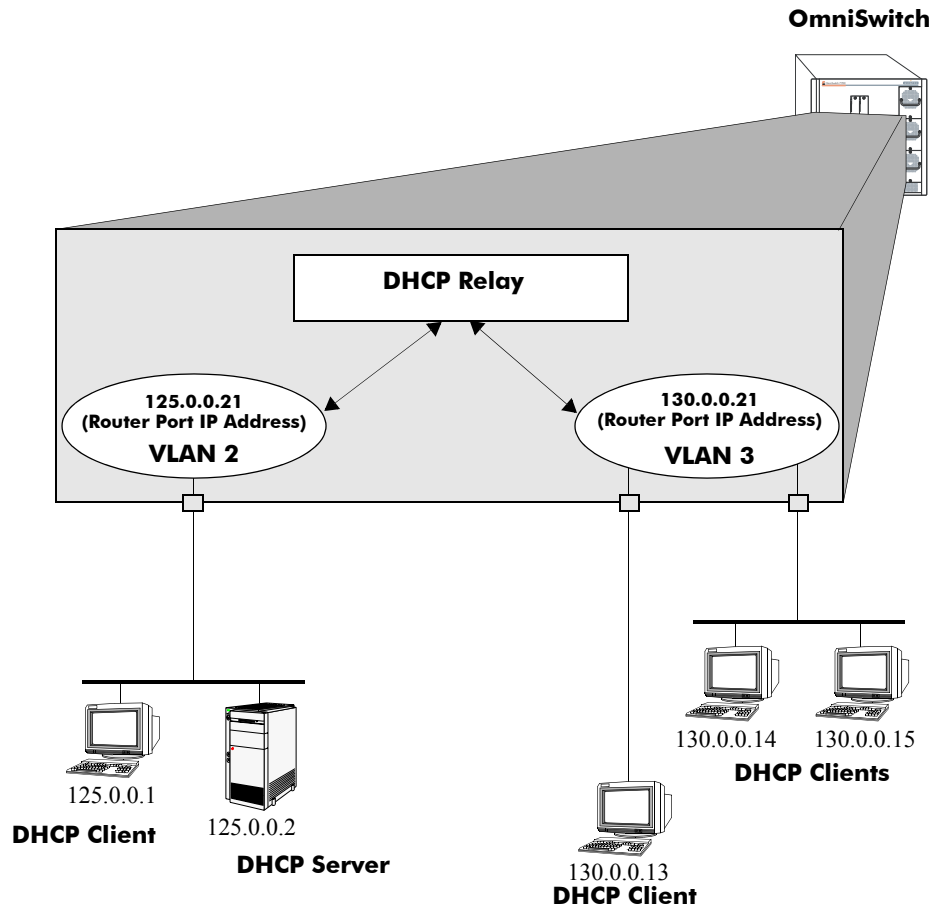 OmniSwitch
DHCP Relay
125.0.0.21
(Router Port IP Address)
VLAN 2
130.0.0.21
(Router Port IP Address)
VLAN 3
130.0.0.14
130.0.0.15
DHCP Clients
125.0.0.1
DHCP Client
125.0.0.2
DHCP Server
130.0.0.13
DHCP Client